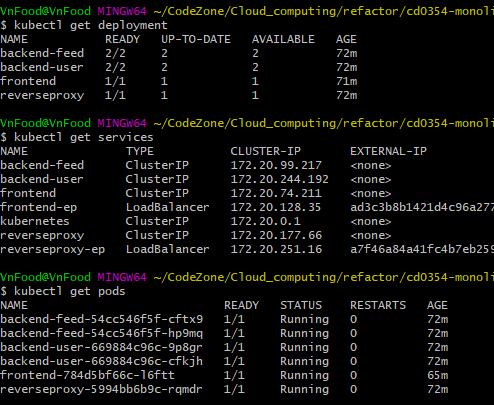 VnFood@VnFood MINGW64 ~/CodeZone/Cloud_computing/refactor/cd0354-monoli
$ kubectl get deployment
NAME READY UP-TO-DATE AVAILABLE AGE
backend-feed 2/2 2 2 72m
backend-user 2/2 2 2 72m
frontend 1/1 1 1 71m
reverseproxy 1/1 1 1 72m
VnFood@VnFood MINGW64 ~/CodeZone/Cloud_computing/refactor/cd0354-monoli
$ kubectl get services
NAME TYPE CLUSTER-IP EXTERNAL-IP
backend-feed ClusterIP 172.20.99.217 <none>
backend-user ClusterIP 172.20.244.192 <none>
frontend ClusterIP 172.20.74.211 <none>
frontend-ep LoadBalancer 172.20.128.35 ad3c3b8b1421d4c96a277
kubernetes ClusterIP 172.20.0.1 <none>
reverseproxy ClusterIP 172.20.177.66 <none>
reverseproxy-ep LoadBalancer 172.20.251.16 a7f46a84a41fc4b7eb259
VnFood@VnFood MINGW64 ~/CodeZone/Cloud_computing/refactor/cd0354-monoli
$ kubectl get pods
NAME READY STATUS RESTARTS AGE
backend-feed-54cc546f5f-cftx9 1/1 Running 0 72m
backend-feed-54cc546f5f-hp9mq 1/1 Running 0 72m
backend-user-669884c96c-9p8gr 1/1 Running 0 72m
backend-user-669884c96c-cfkjh 1/1 Running 0 72m
frontend-784d5bf66c-l6ftt 1/1 Running 0 65m
reverseproxy-5994bb6b9c-rqmdr 1/1 Running 0 72m